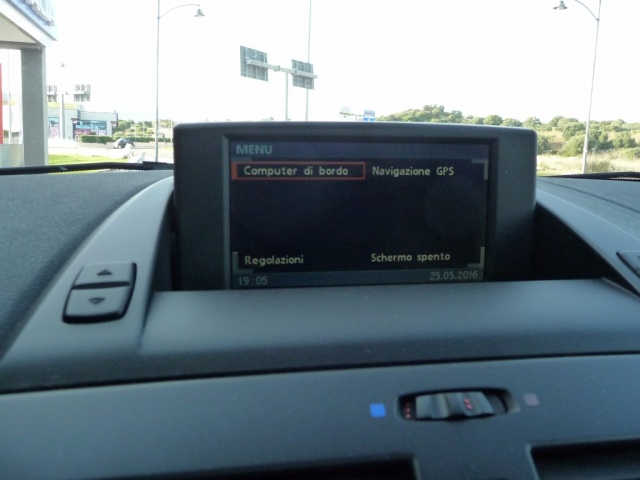 MENU
Computer di bordo Navigazione GPS
Regolazioni Schermo spento
19:05 25.05.2016